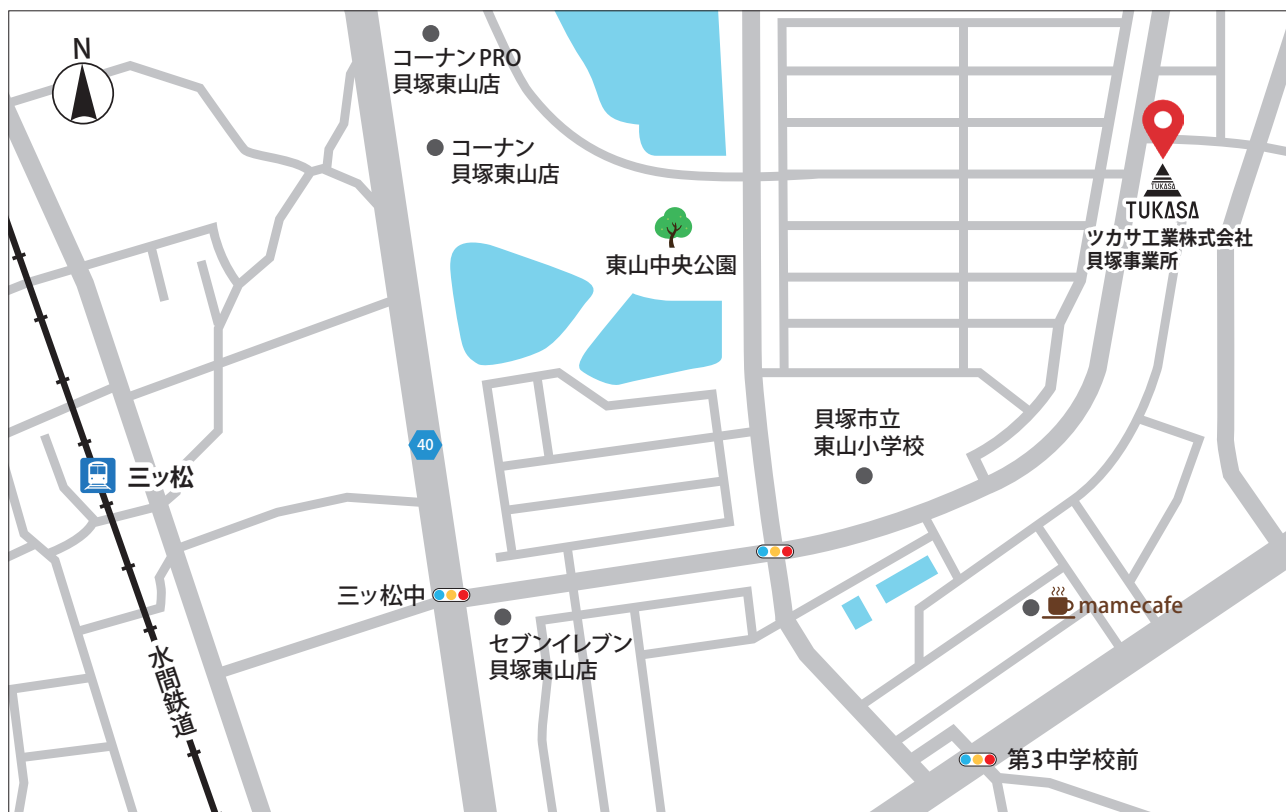 N
コーナンPRO
貝塚東山店
コーナン
貝塚東山店
東山中央公園
TUKASA
TUKASA
ツカサ工業株式会社
貝塚事業所
40
貝塚市立
東山小学校
三ッ松
三ッ松中
mamecafe
セブンイレブン
貝塚東山店
水間鉄道
第3中学校前